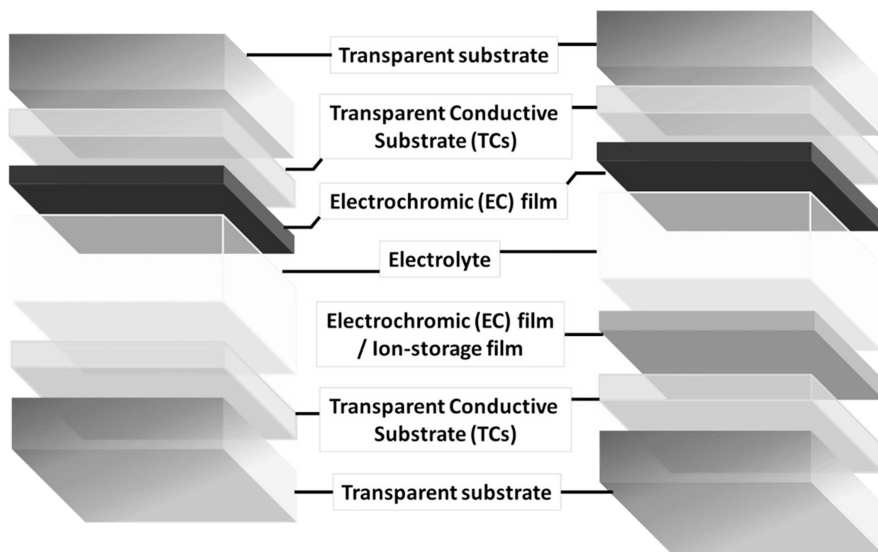 Transparent substrate
Transparent Conductive
Substrate (TCs)
Electrochromic (EC) film
Electrolyte
Electrochromic (EC) film
/ Ion-storage film
Transparent Conductive
Substrate (TCs)
Transparent substrate